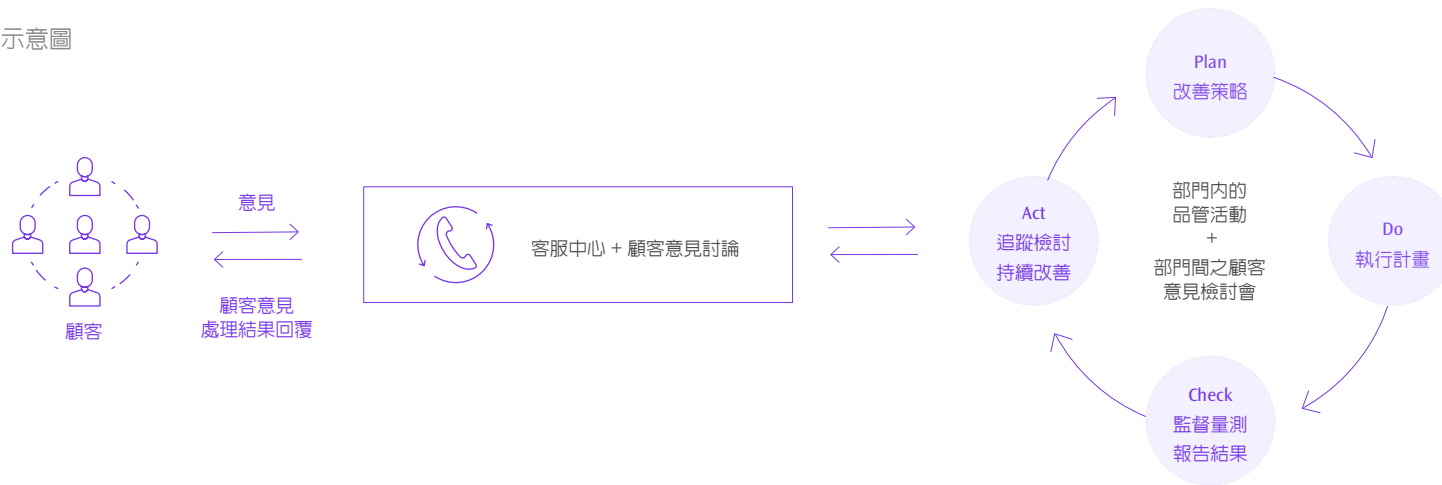 示意圖
顧客
意見
顧客意見
處理結果回覆
客服中心 + 顧客意見討論
Plan
改善策略
Do
執行計畫
Check
監督量測
報告結果
Act
追蹤檢討
持續改善
部門內的
品管活動
+
部門間之顧客
意見檢討會